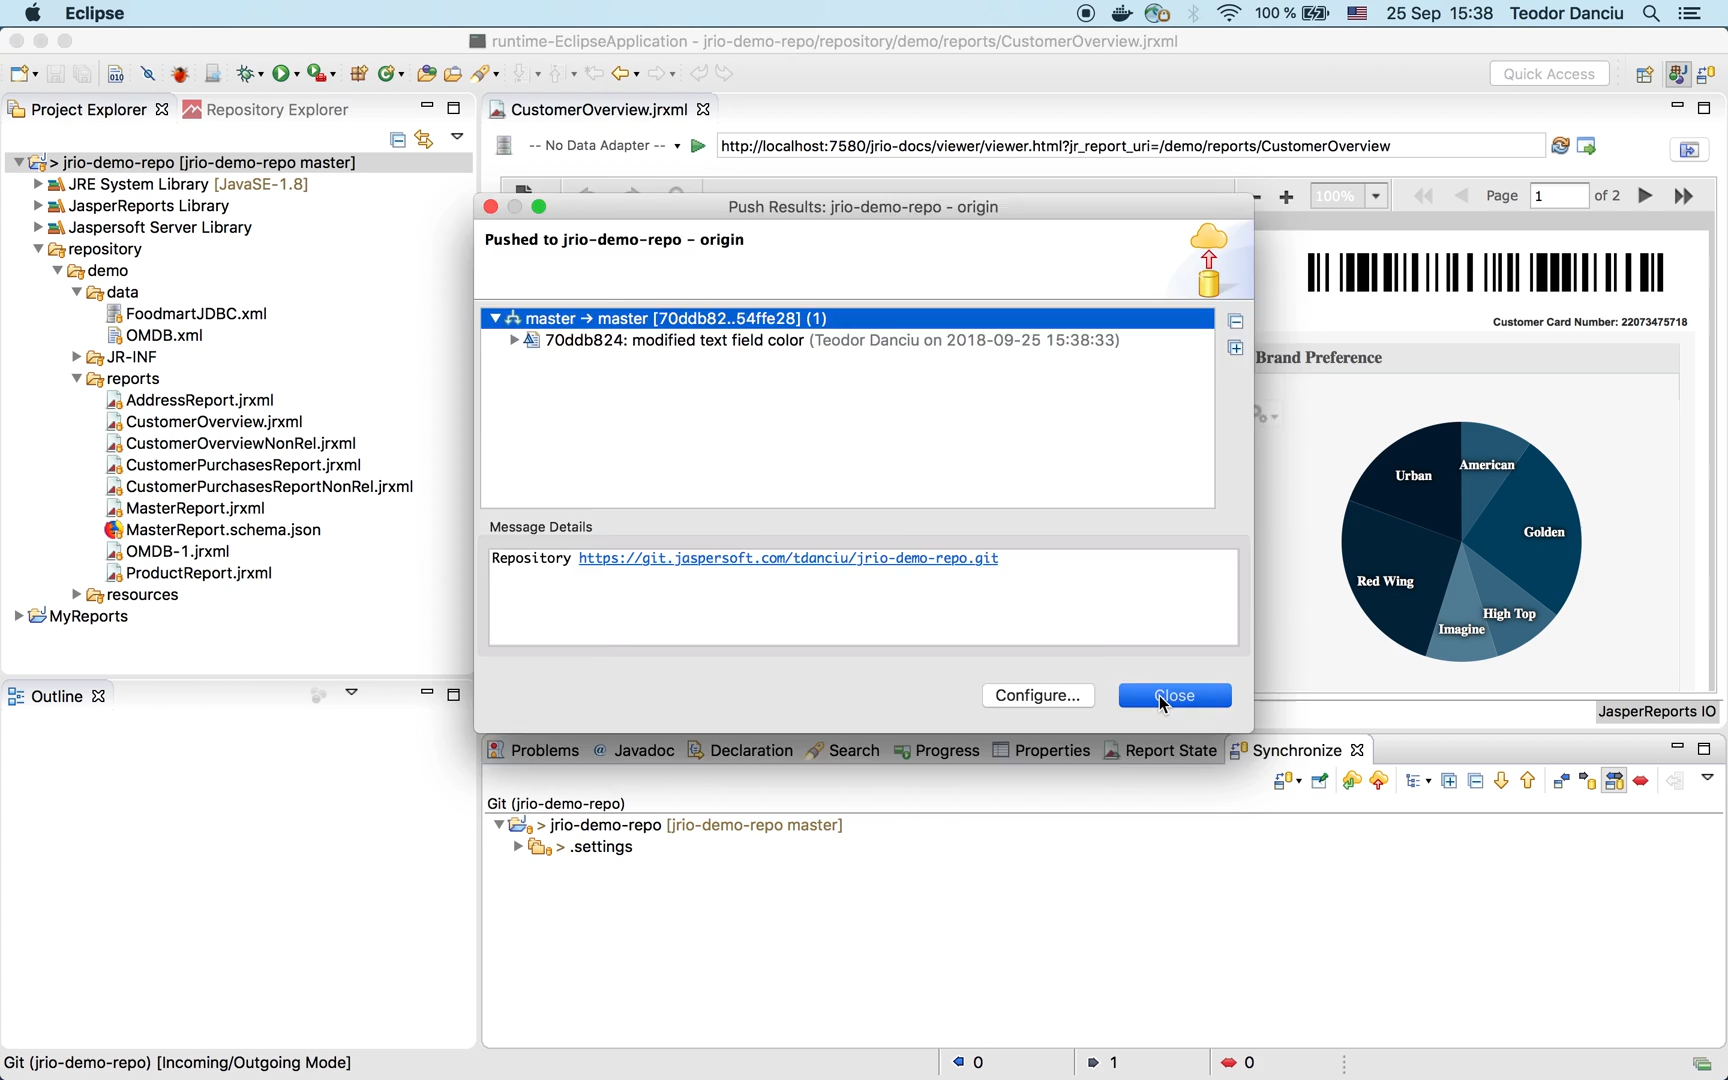 Eclipse
100 %
25 Sep 15:38
Teodor Danciu
runtime-EclipseApplication - jrio-demo-repo/repository/demo/reports/CustomerOverview.jrxml
010
Quick Access
Project Explorer
Repository Explorer
CustomerOverview.jrxml
-- No Data Adapter --
http://localhost:7580/jrio-docs/viewer/viewer.html?jr_report_uri=/demo/reports/CustomerOverview
> jrio-demo-repo [jrio-demo-repo master]
JRE System Library [JavaSE-1.8]
JasperReports Library
Jaspersoft Server Library
repository
demo
data
FoodmartJDBC.xml
OMDB.xml
JR-INF
reports
AddressReport.jrxml
CustomerOverview.jrxml
CustomerOverviewNonRel.jrxml
CustomerPurchasesReport.jrxml
CustomerPurchasesReportNonRel.jrxml
MasterReport.jrxml
MasterReport.schema.json
OMDB-1.jrxml
ProductReport.jrxml
resources
MyReports
100%
Page
1
of 2
Push Results: jrio-demo-repo - origin
Pushed to jrio-demo-repo - origin
master → master [70ddb82..54ffe28] (1)
70ddb824: modified text field color (Teodor Danciu on 2018-09-25 15:38:33)
Message Details
Repository https://git.jaspersoft.com/tdanciu/jrio-demo-repo.git
Configure...
Close
Customer Card Number: 22073475718
Brand Preference
Urban
American
Golden
Red Wing
High Top
Imagine
JasperReports IO
Outline
Problems
Javadoc
Declaration
Search
Progress
Properties
Report State
Synchronize
Git (jrio-demo-repo)
> jrio-demo-repo [jrio-demo-repo master]
> .settings
Git (jrio-demo-repo) [Incoming/Outgoing Mode]
0
1
0